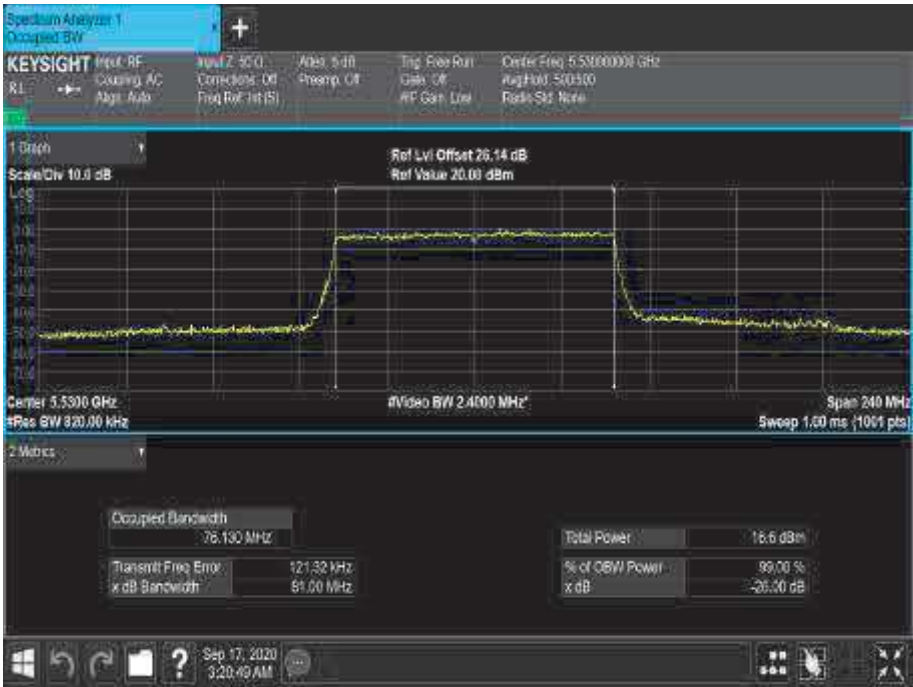 Spectrum Analyzer 1
Occupied BW
+
KEYSIGHT
Input: RF
Coupling: AC
Align: Auto
Input Z: 50 Ω
Corrections: Off
Freq Ref: Int (S)
Atten: 6 dB
Preamp: Off
Trig: Free Run
Gate: Off
#IF Gain: Low
Center Freq: 5.530000000 GHz
Avg|Hold: 500/500
Radio Std: None
1 Graph
Scale/Div 10.0 dB
Ref Lvl Offset 26.14 dB
Ref Value 20.00 dBm
Log
Center 5.5300 GHz
#Res BW 820.00 kHz
#Video BW 2.4000 MHz*
Span 240 MHz
Sweep 1.00 ms (1001 pts)
2 Metrics
Occupied Bandwidth
76.130 MHz
Transmit Freq Error 121.32 kHz
x dB Bandwidth 81.00 MHz
Total Power 16.6 dBm
% of OBW Power 99.00 %
x dB -26.00 dB
?
Sep 17, 2020
3:20:49 AM